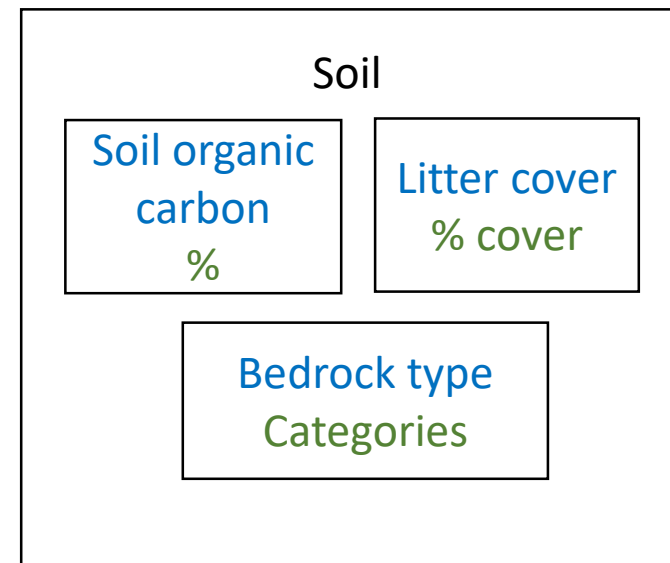 Soil
Soil organic
carbon
%
Litter cover
% cover
Bedrock type
Categories